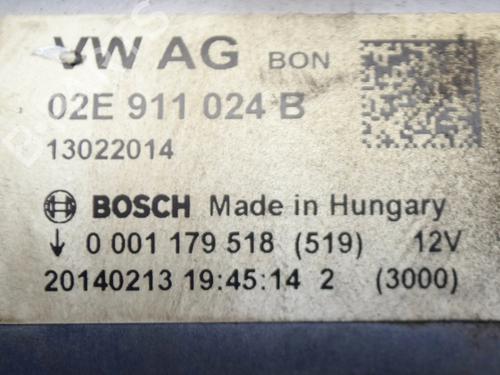 VW AG BON
02E 911 024 B
13022014
BOSCH Made in Hungary
↓ 0 001 179 518 (519) 12V
20140213 19:45:14 2 (3000)